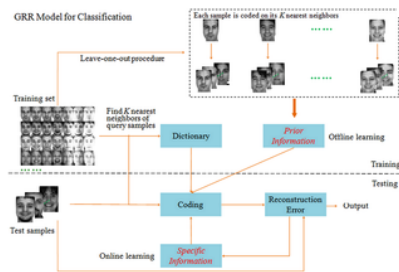 GRR Model for Classification
Each sample is coded on its K nearest neighbors
Leave-one-out procedure
Training set
Find K nearest
neighbors of
query samples
Dictionary
Prior
Information
Offline learning
Training
Testing
Test samples
Coding
Reconstruction
Error
Output
Online learning
Specific
Information